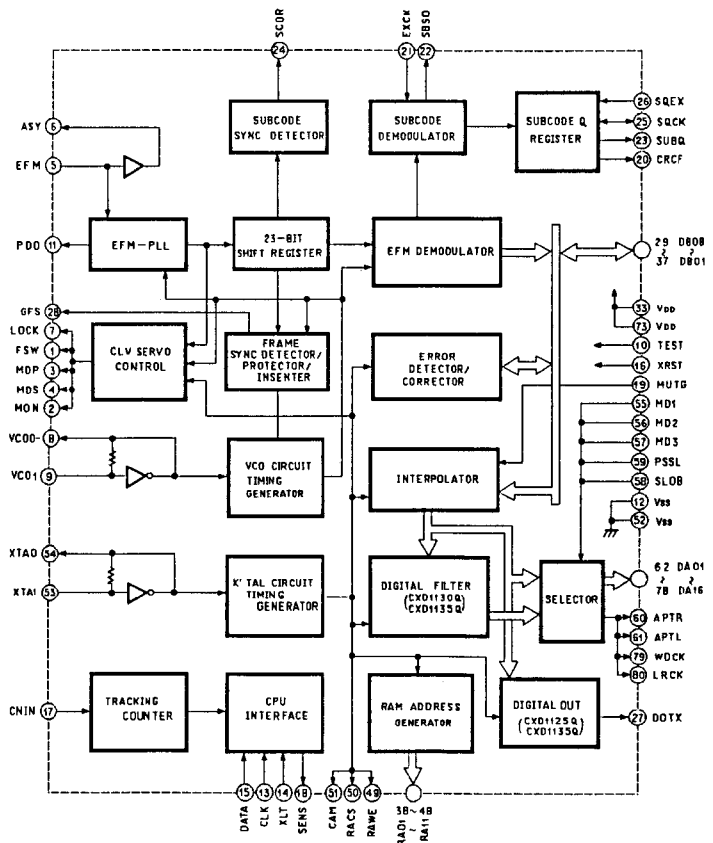 SCOR
EXCK
SBSO
24
21
22
SUBCODE
SYNC DETECTOR
SUBCODE
DEMODULATOR
SUBCODE Q
REGISTER
26 SQEX
25 SQCK
23 SUBQ
20 CRCF
ASY 6
EFM 5
PDO 11
EFM-PLL
23-BIT
SHIFT REGISTER
EFM DEMODULATOR
29 DB08
~ ~
37 DB01
GFS 28
LOCK 7
FSW 1
MDP 3
MDS 4
MON 2
CLV SERVO
CONTROL
FRAME
SYNC DETECTOR/
PROTECTOR/
INSENTER
ERROR
DETECTOR/
CORRECTOR
33 VDD
73 VDD
10 TEST
16 XRST
19 MUTG
55 MD1
56 MD2
57 MD3
59 PSSL
58 SLOB
12 VSS
52 VSS
VCOO 8
VCOI 9
VCO CIRCUIT
TIMING
GENERATOR
INTERPOLATOR
XTAO 54
XTAI 53
X'TAL CIRCUIT
TIMING
GENERATOR
DIGITAL FILTER
(CXD1130Q
CXD1135Q)
SELECTOR
62 DA01
~ ~
78 DA16
60 APTR
61 APTL
79 WDCK
80 LRCK
CNIN 17
TRACKING
COUNTER
CPU
INTERFACE
RAM ADDRESS
GENERATOR
DIGITAL OUT
(CXD1125Q
CXD1135Q)
27 DOTX
15
13
14
18
51
50
49
38~48
DATA
CLK
XLT
SENS
CAM
RACS
RAWE
RA01
~
RA11